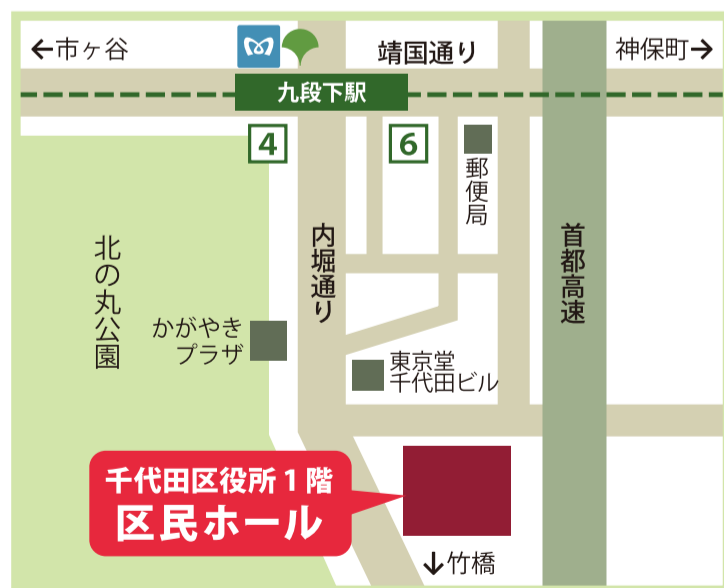 ←市ヶ谷
靖国通り
神保町→
九段下駅
4
6
郵便局
内堀通り
首都高速
北の丸公園
かがやき
プラザ
東京堂
千代田ビル
千代田区役所1階
区民ホール
↓竹橋